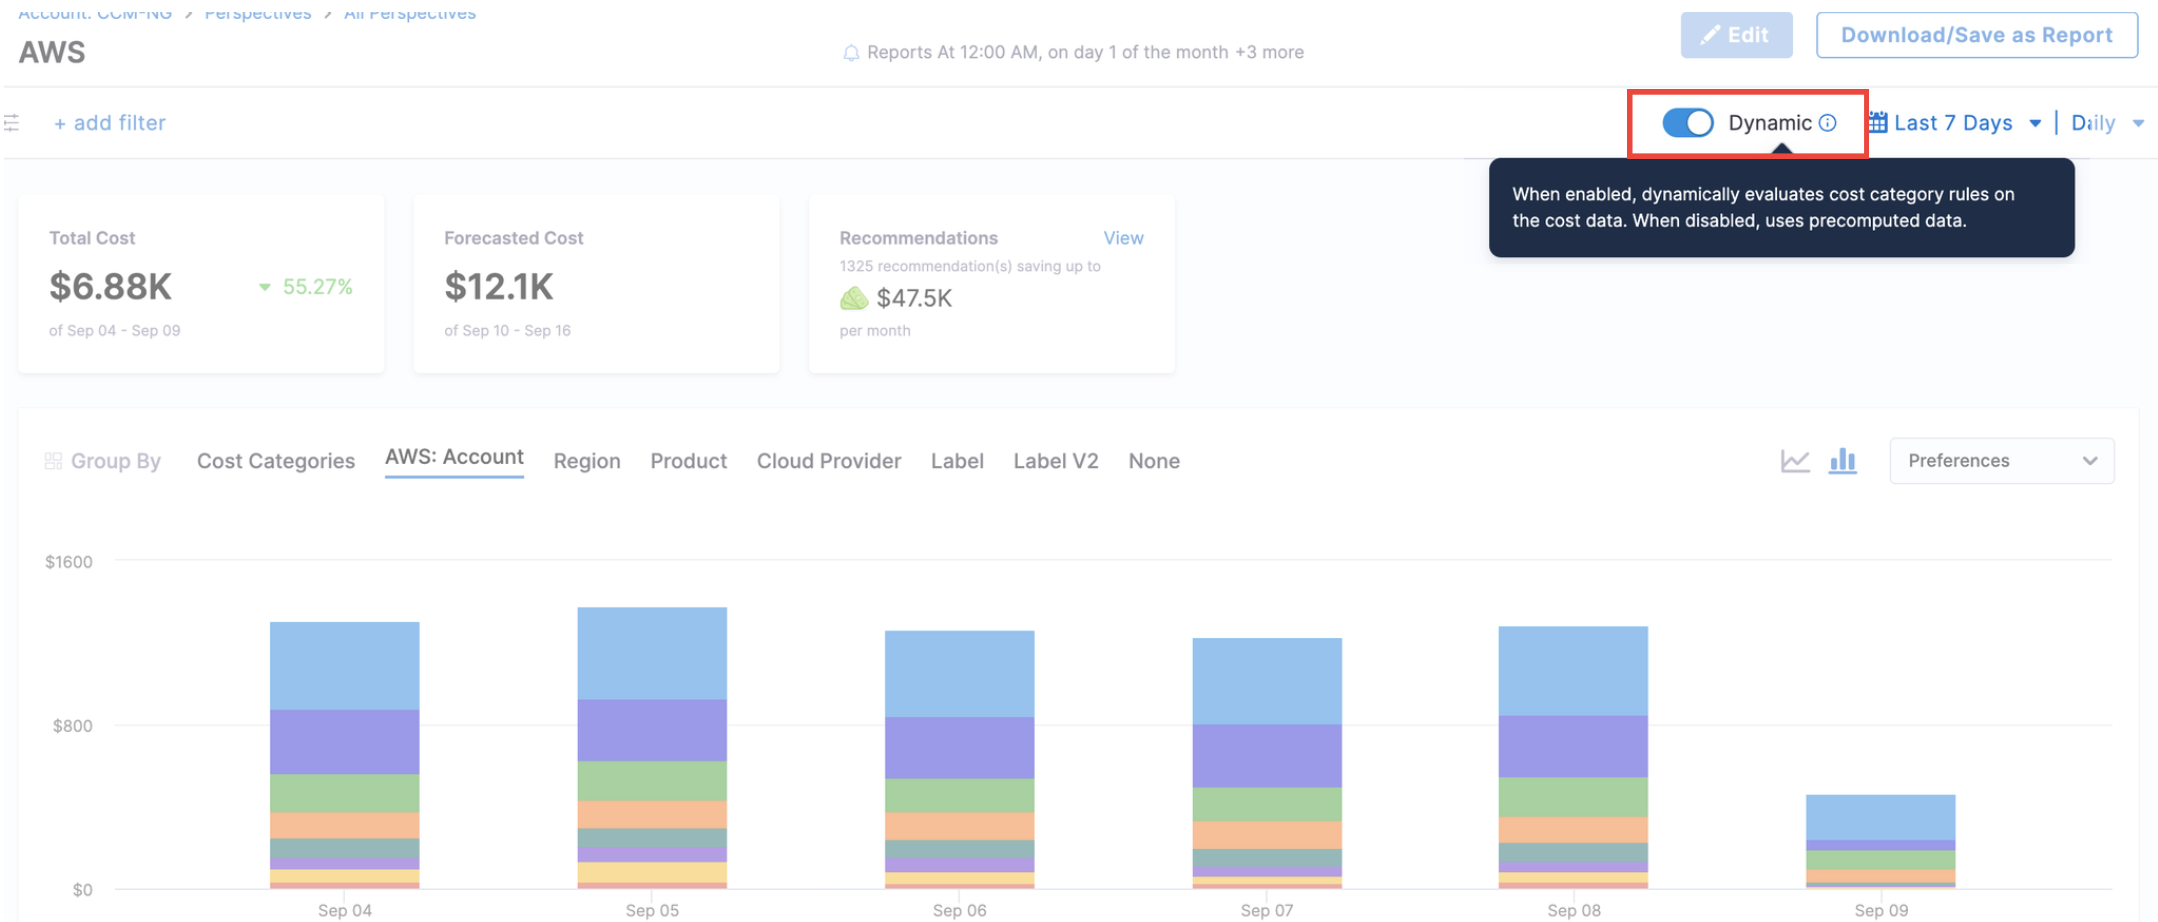 Account: CCM-NG > Perspectives > All Perspectives
AWS
Reports At 12:00 AM, on day 1 of the month +3 more
Edit
Download/Save as Report
+ add filter
Dynamic
Last 7 Days
Daily
When enabled, dynamically evaluates cost category rules on
the cost data. When disabled, uses precomputed data.
Total Cost
$6.88K
55.27%
of Sep 04 - Sep 09
Forecasted Cost
$12.1K
of Sep 10 - Sep 16
Recommendations
View
1325 recommendation(s) saving up to
$47.5K
per month
Group By
Cost Categories
AWS: Account
Region
Product
Cloud Provider
Label
Label V2
None
Preferences
$1600
$800
$0
Sep 04
Sep 05
Sep 06
Sep 07
Sep 08
Sep 09